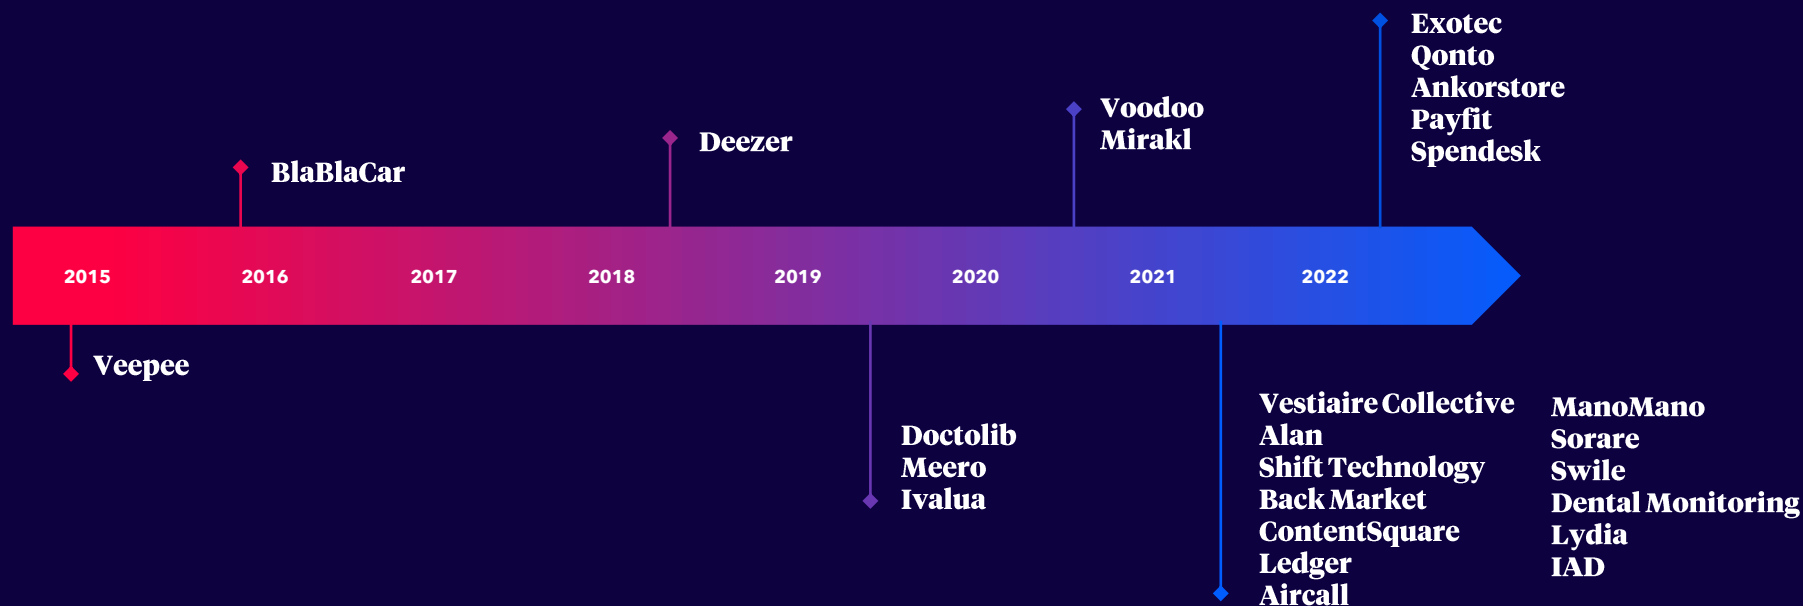 Exotec
Qonto
Ankorstore
Payfit
Spendesk
Voodoo
Mirakl
Deezer
BlaBlaCar
2015 2016 2017 2018 2019 2020 2021 2022
Veepee
Doctolib
Meero
Ivalua
Vestiaire Collective
Alan
Shift Technology
Back Market
ContentSquare
Ledger
Aircall
ManoMano
Sorare
Swile
Dental Monitoring
Lydia
IAD